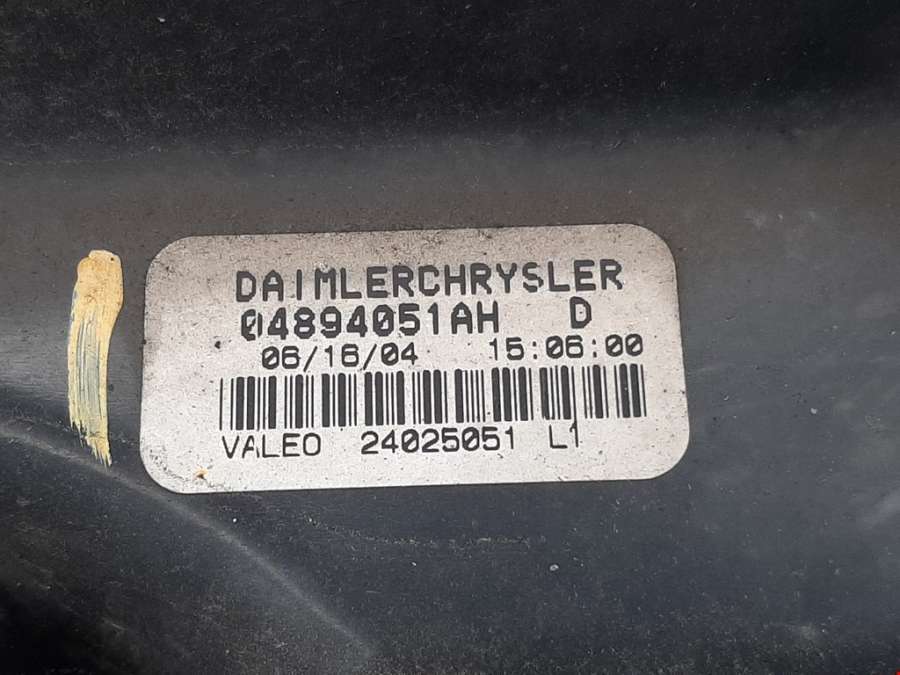 DAIMLERCHRYSLER
04894051AH D
06/16/04 15:06:00
VALEO 24025051 L1